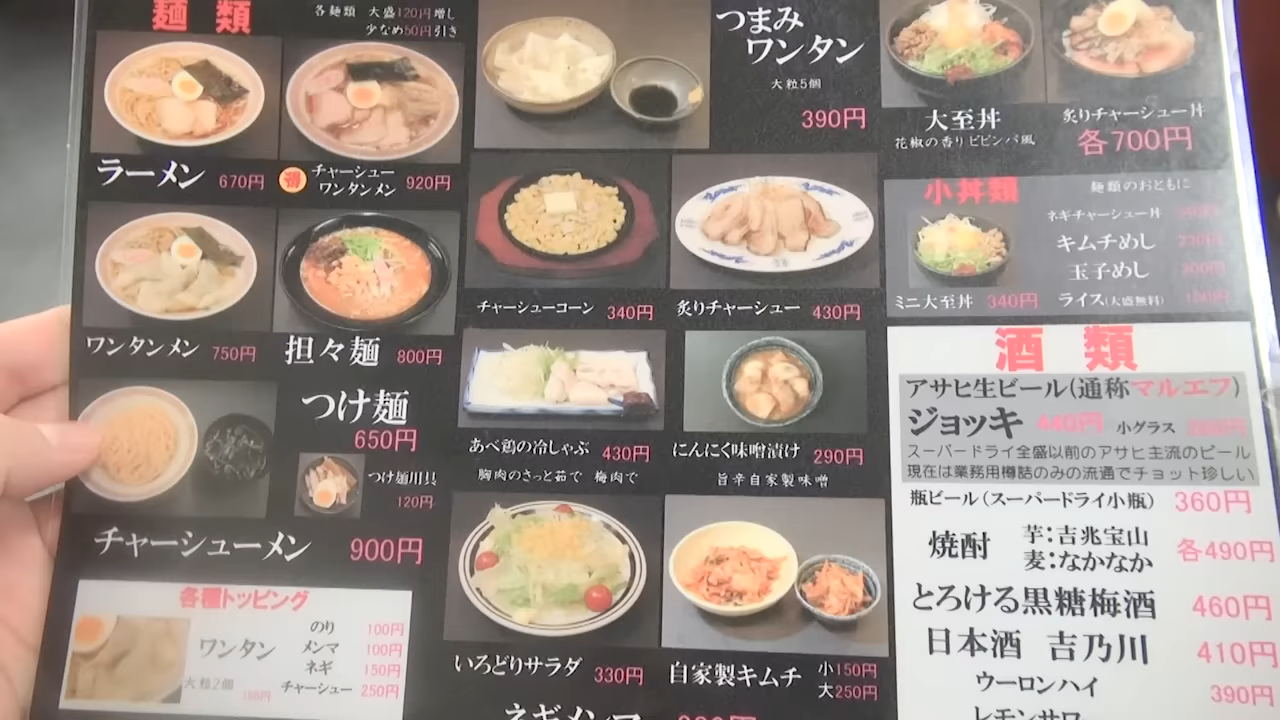 麺類
各麺類 大盛120円増し
少なめ50円引き
ラーメン 670円
得 チャーシュー
ワンタンメン 920円
ワンタンメン 750円
担々麺 800円
つけ麺
650円
つけ麺用具
120円
チャーシューメン 900円
各種トッピング
ワンタン
大粒2個
のり 100円
メンマ 100円
ネギ 150円
チャーシュー 250円
つまみ
ワンタン
大粒5個
390円
チャーシューコーン 340円
炙りチャーシュー 430円
あべ鶏の冷しゃぶ 430円
胸肉のさっと茹で 梅肉で
にんにく味噌漬け 290円
旨辛自家製味噌
いろどりサラダ 330円
自家製キムチ 小150円
大250円
ネギメンマ
大至丼
花椒の香りビビンバ風
炙りチャーシュー丼
各700円
小丼類
麺類のおともに
ネギチャーシュー丼
キムチめし
玉子めし
ミニ大至丼 340円
ライス(大盛無料)
酒類
アサヒ生ビール(通称マルエフ)
ジョッキ 440円 小グラス
スーパードライ全盛以前のアサヒ主流のビール
現在は業務用樽詰のみの流通でチョット珍しい
瓶ビール(スーパードライ小瓶) 360円
焼酎 芋:吉兆宝山
麦:なかなか
各490円
とろける黒糖梅酒 460円
日本酒 吉乃川 410円
ウーロンハイ 390円
レモンサワー